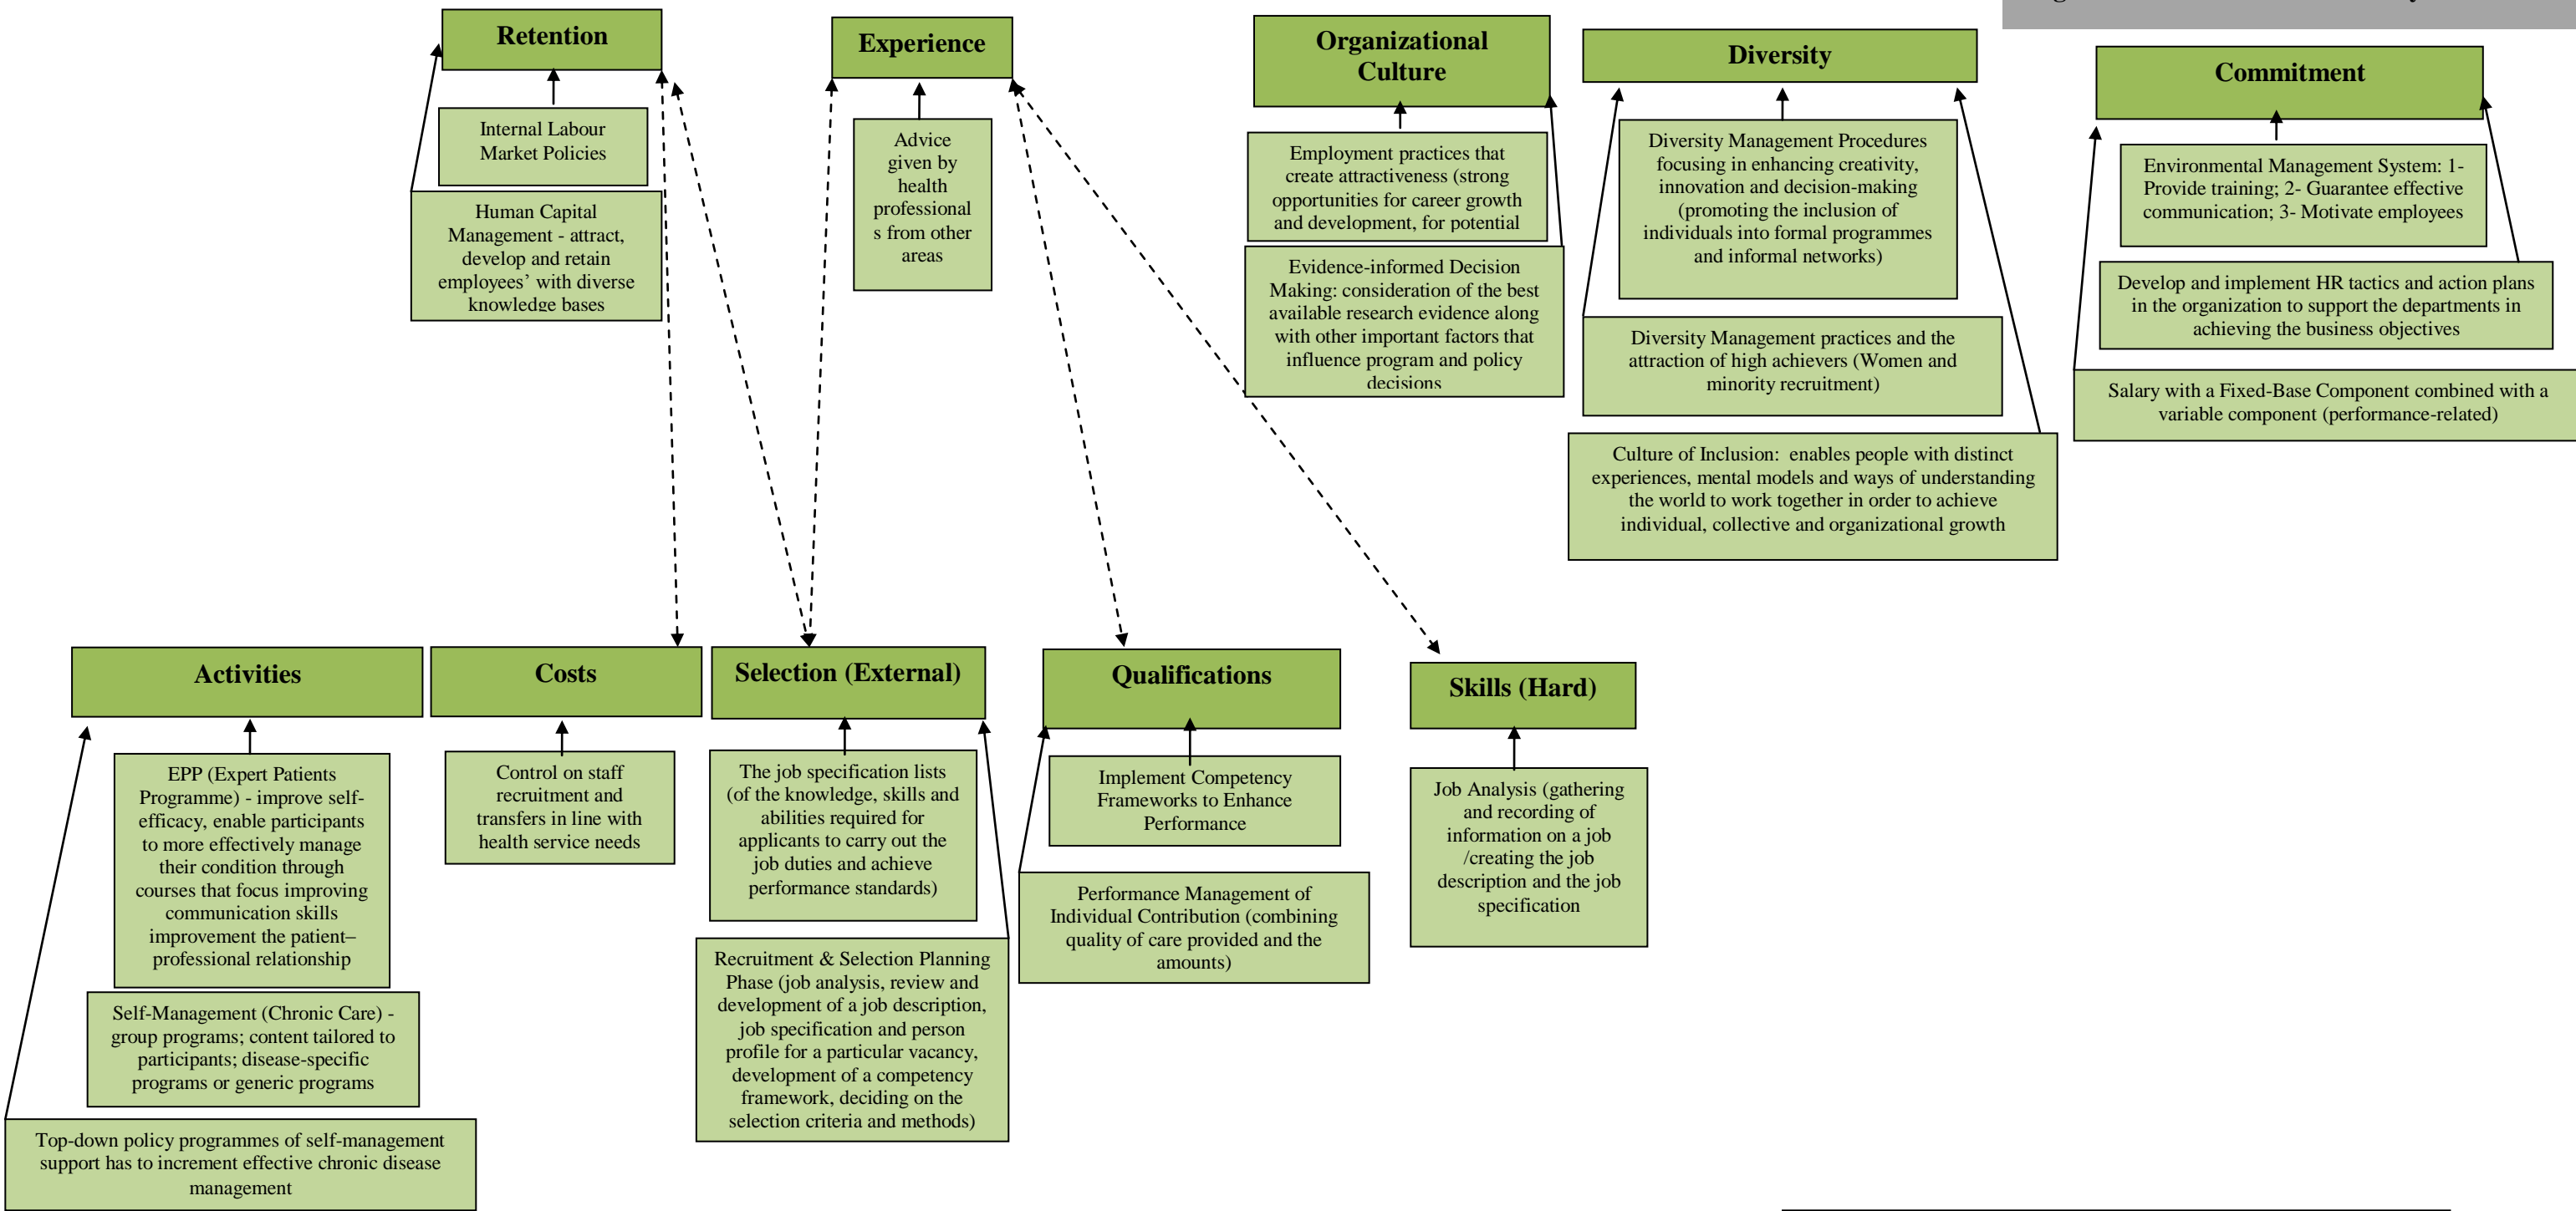 Retention
Internal Labour
Market Policies
Human Capital
Management - attract,
develop and retain
employees’ with diverse
knowledge bases
Experience
Advice
given by
health
professional
s from other
areas
Organizational
Culture
Employment practices that
create attractiveness (strong
opportunities for career growth
and development, for potential
Evidence-informed Decision
Making: consideration of the best
available research evidence along
with other important factors that
influence program and policy
decisions
Diversity
Diversity Management Procedures
focusing in enhancing creativity,
innovation and decision-making
(promoting the inclusion of
individuals into formal programmes
and informal networks)
Diversity Management practices and the
attraction of high achievers (Women and
minority recruitment)
Culture of Inclusion: enables people with distinct
experiences, mental models and ways of understanding
the world to work together in order to achieve
individual, collective and organizational growth
Commitment
Environmental Management System: 1-
Provide training; 2- Guarantee effective
communication; 3- Motivate employees
Develop and implement HR tactics and action plans
in the organization to support the departments in
achieving the business objectives
Salary with a Fixed-Base Component combined with a
variable component (performance-related)
Activities
EPP (Expert Patients
Programme) - improve self-
efficacy, enable participants
to more effectively manage
their condition through
courses that focus improving
communication skills
improvement the patient–
professional relationship
Self-Management (Chronic Care) -
group programs; content tailored to
participants; disease-specific
programs or generic programs
Top-down policy programmes of self-management
support has to increment effective chronic disease
management
Costs
Control on staff
recruitment and
transfers in line with
health service needs
Selection (External)
The job specification lists
(of the knowledge, skills and
abilities required for
applicants to carry out the
job duties and achieve
performance standards)
Recruitment & Selection Planning
Phase (job analysis, review and
development of a job description,
job specification and person
profile for a particular vacancy,
development of a competency
framework, deciding on the
selection criteria and methods)
Qualifications
Implement Competency
Frameworks to Enhance
Performance
Performance Management of
Individual Contribution (combining
quality of care provided and the
amounts)
Skills (Hard)
Job Analysis (gathering
and recording of
information on a job
/creating the job
description and the job
specification